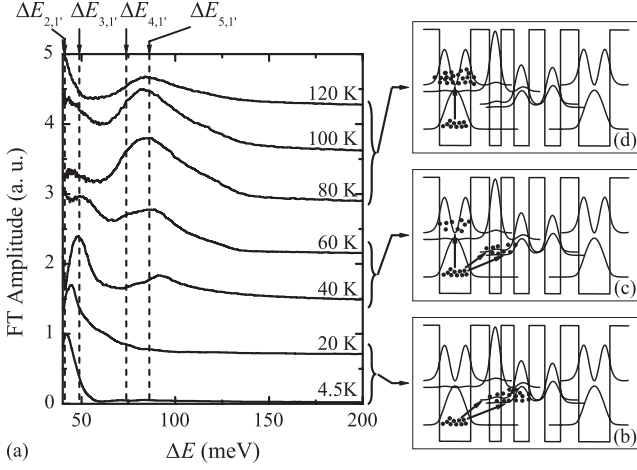 ΔE2,1' ΔE3,1' ΔE4,1' ΔE5,1'
5
4
3
2
1
0
FT Amplitude (a. u.)
120 K
100 K
80 K
60 K
40 K
20 K
4.5K
50 100 150 200
ΔE (meV)
(a)
(d)
(c)
(b)